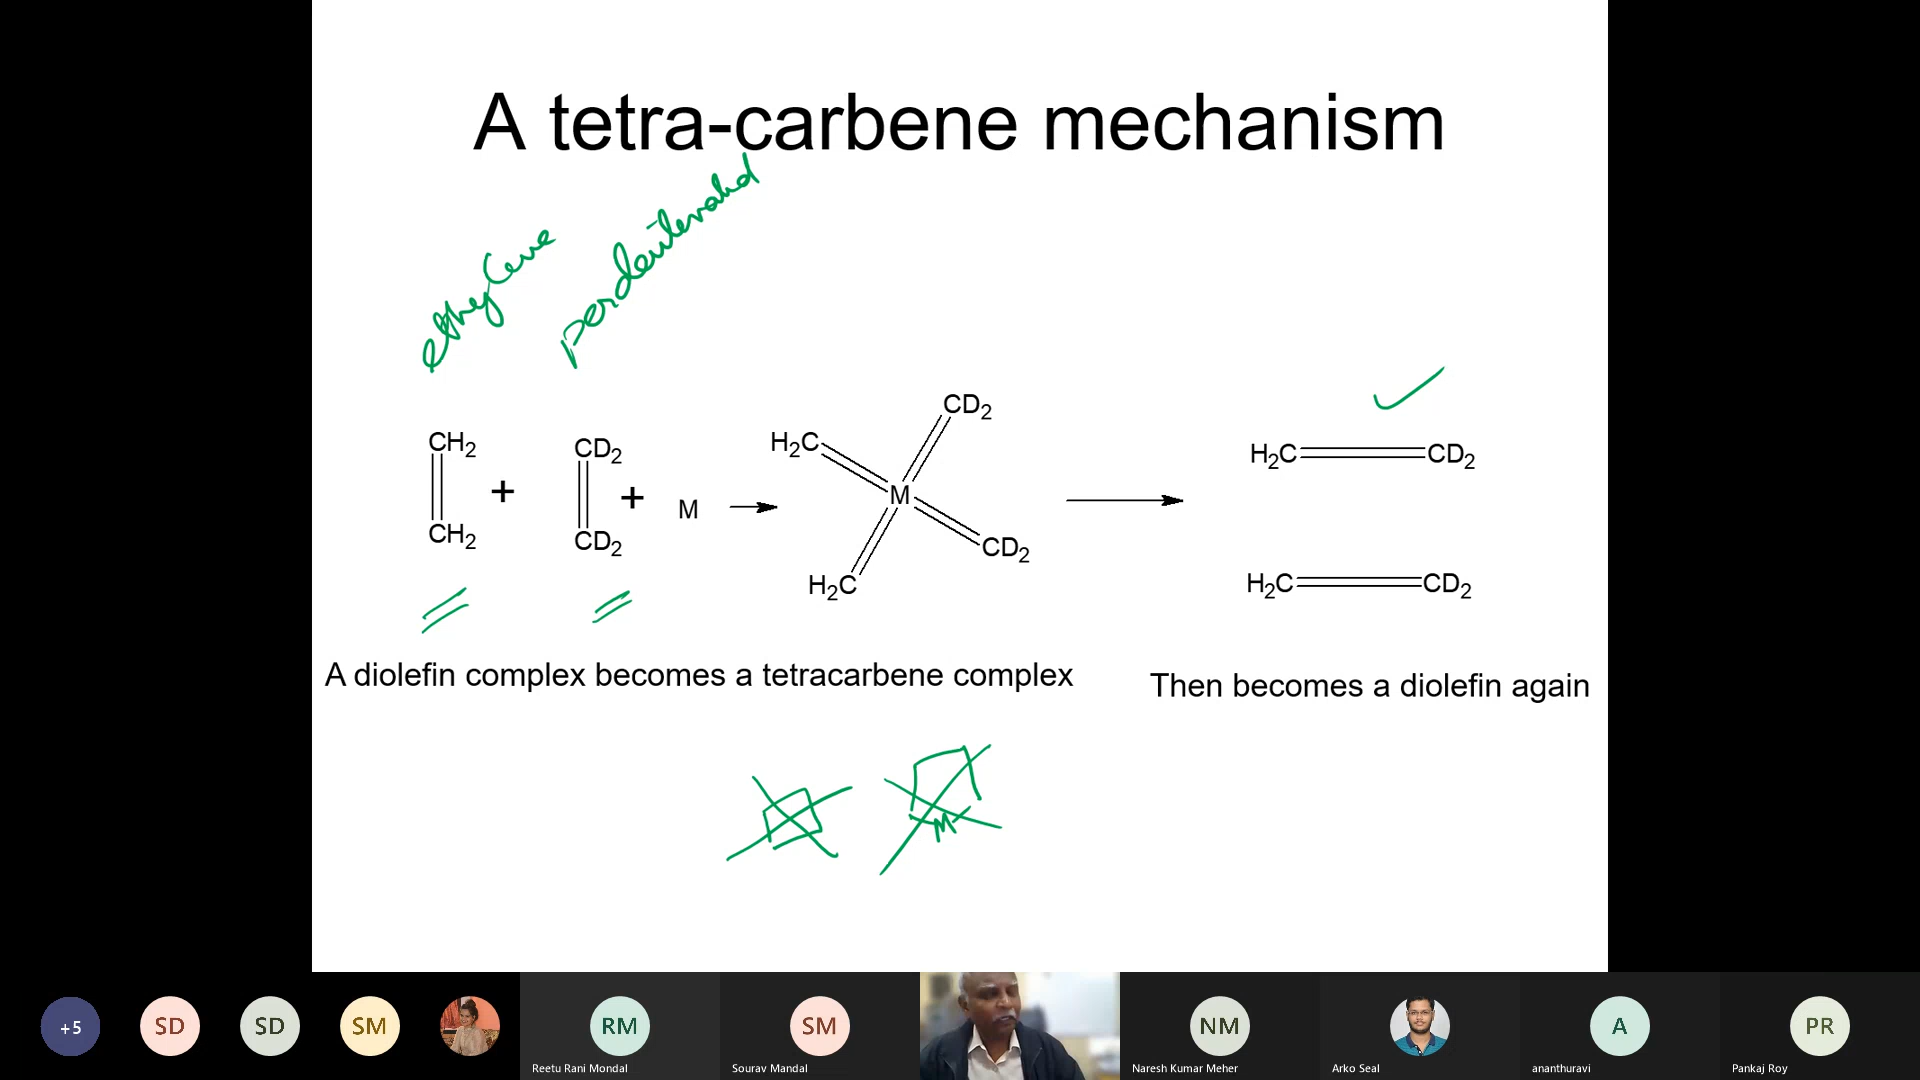 A tetra-carbene mechanism
ethylene
perdeuterated
CH2
CH2
+
CD2
CD2
+
M
H2C
CD2
M
H2C
CD2
H2C CD2
H2C CD2
A diolefin complex becomes a tetracarbene complex
Then becomes a diolefin again
M
+5
SD
SD
SM
RM
Reetu Rani Mondal
SM
Sourav Mandal
NM
Naresh Kumar Meher
Arko Seal
A
ananthuravi
PR
Pankaj Roy